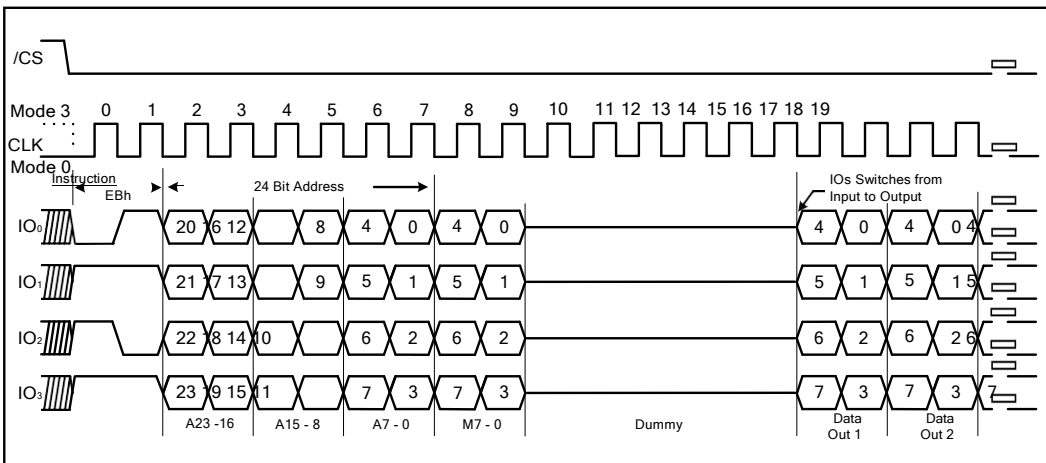 /CS
Mode 3 0 1 2 3 4 5 6 7 8 9 10 11 12 13 14 15 16 17 18 19
CLK
Mode 0
Instruction
EBh
24 Bit Address
IOs Switches from
Input to Output
IO0 20 16 12 8 4 0 4 0 4 0 4 0 4
IO1 21 17 13 9 5 1 5 1 5 1 5 1 5
IO2 22 18 14 10 6 2 6 2 6 2 6 2 6
IO3 23 19 15 11 7 3 7 3 7 3 7 3 7
A23 -16 A15 - 8 A7 - 0 M7 - 0 Dummy Data Data
Out 1 Out 2